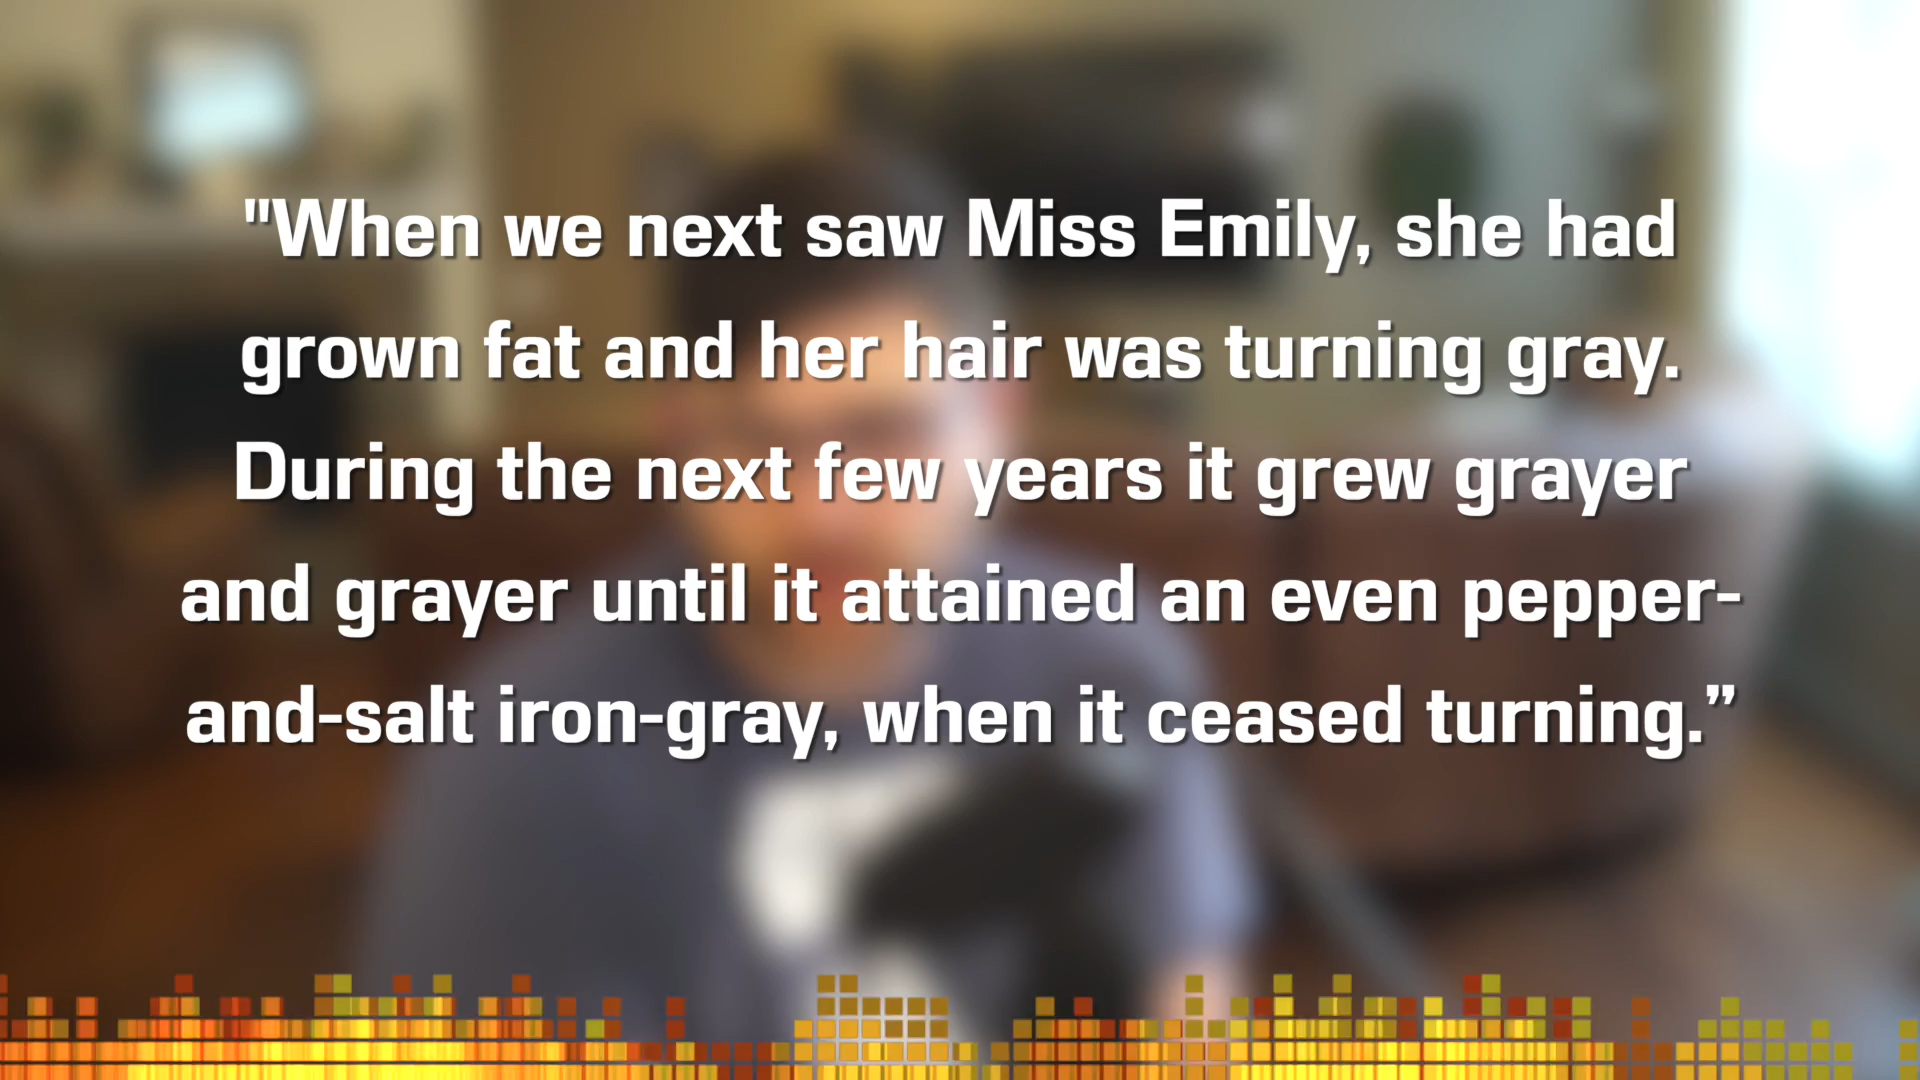 "When we next saw Miss Emily, she had
grown fat and her hair was turning gray.
During the next few years it grew grayer
and grayer until it attained an even pepper-
and-salt iron-gray, when it ceased turning.”